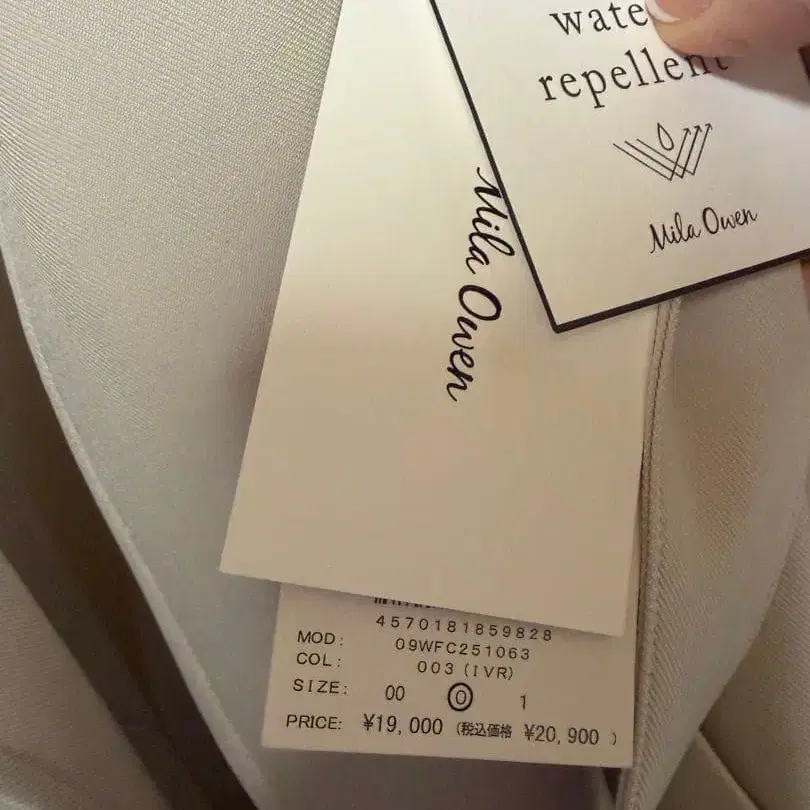 repellent
Mila Owen
Mila Owen
4570181859828
MOD: 09WFC251063
COL: 003 (IVR)
SIZE: 00 0 1
PRICE: ¥19,000 (税込価格 ¥20,900 )